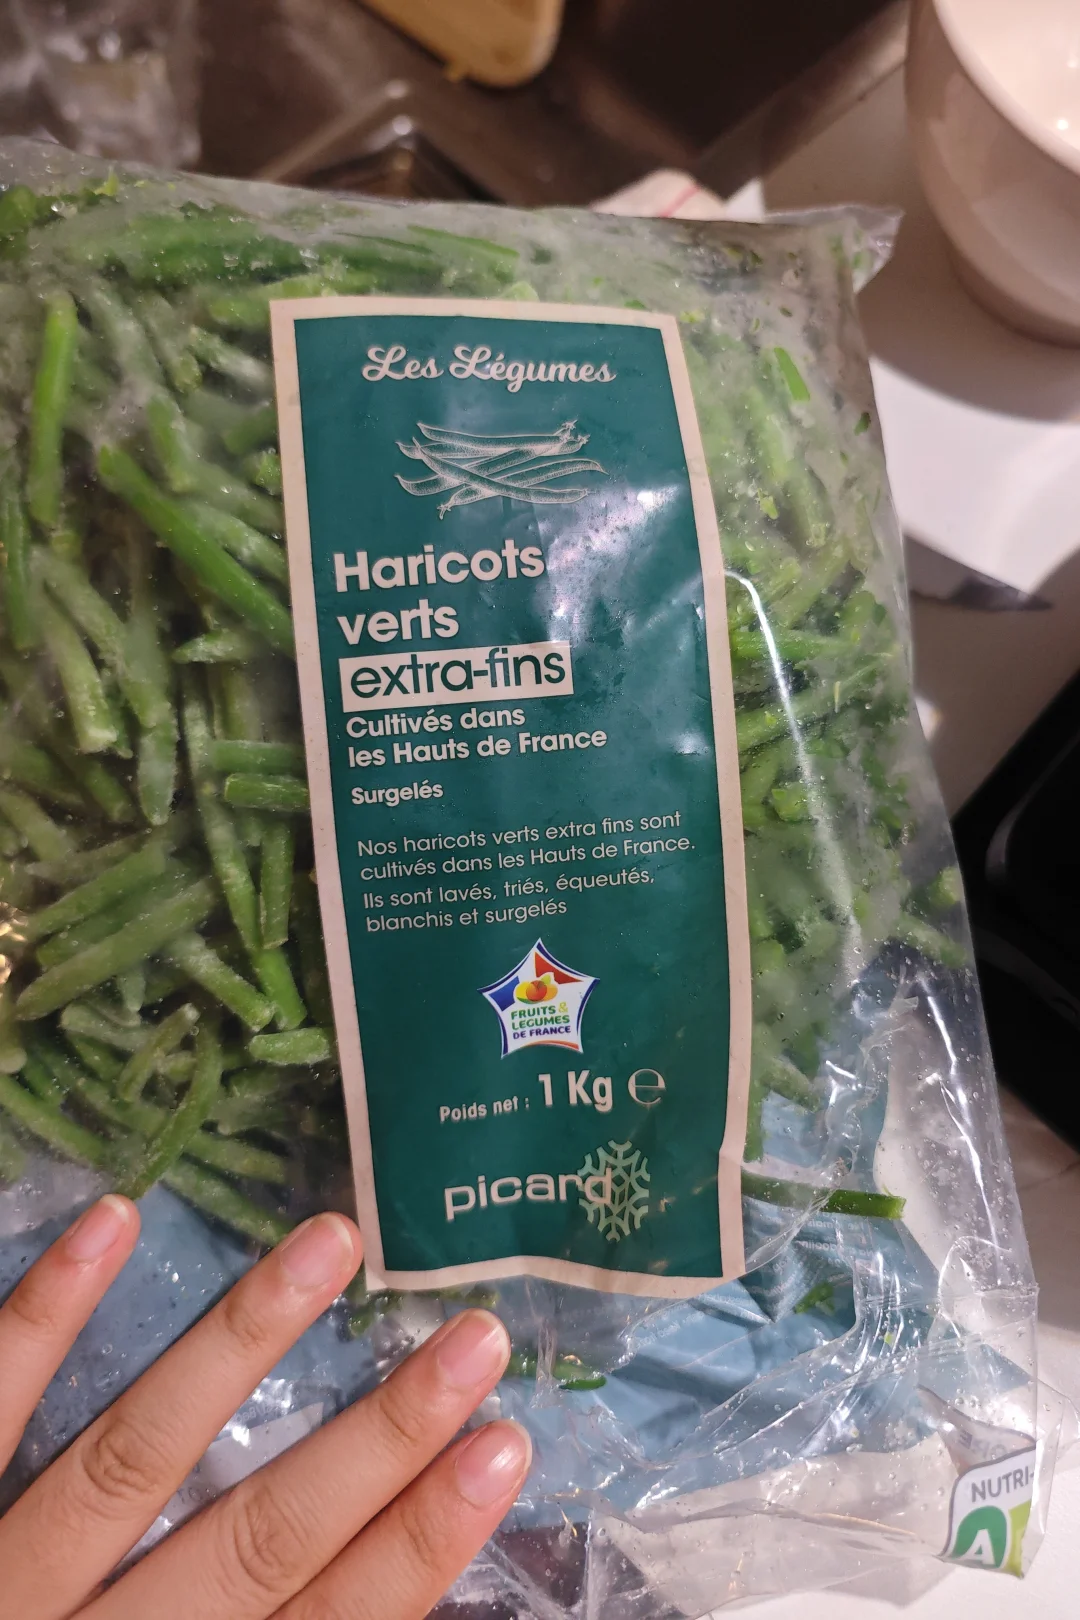 Les Légumes
Haricots
verts
extra-fins
Cultivés dans
les Hauts de France
Surgelés
Nos haricots verts extra fins sont
cultivés dans les Hauts de France.
Ils sont lavés, triés, équeutés,
blanchis et surgelés
FRUITS &
LEGUMES
DE FRANCE
Poids net : 1 Kg ℮
picard
NUTRI-
A